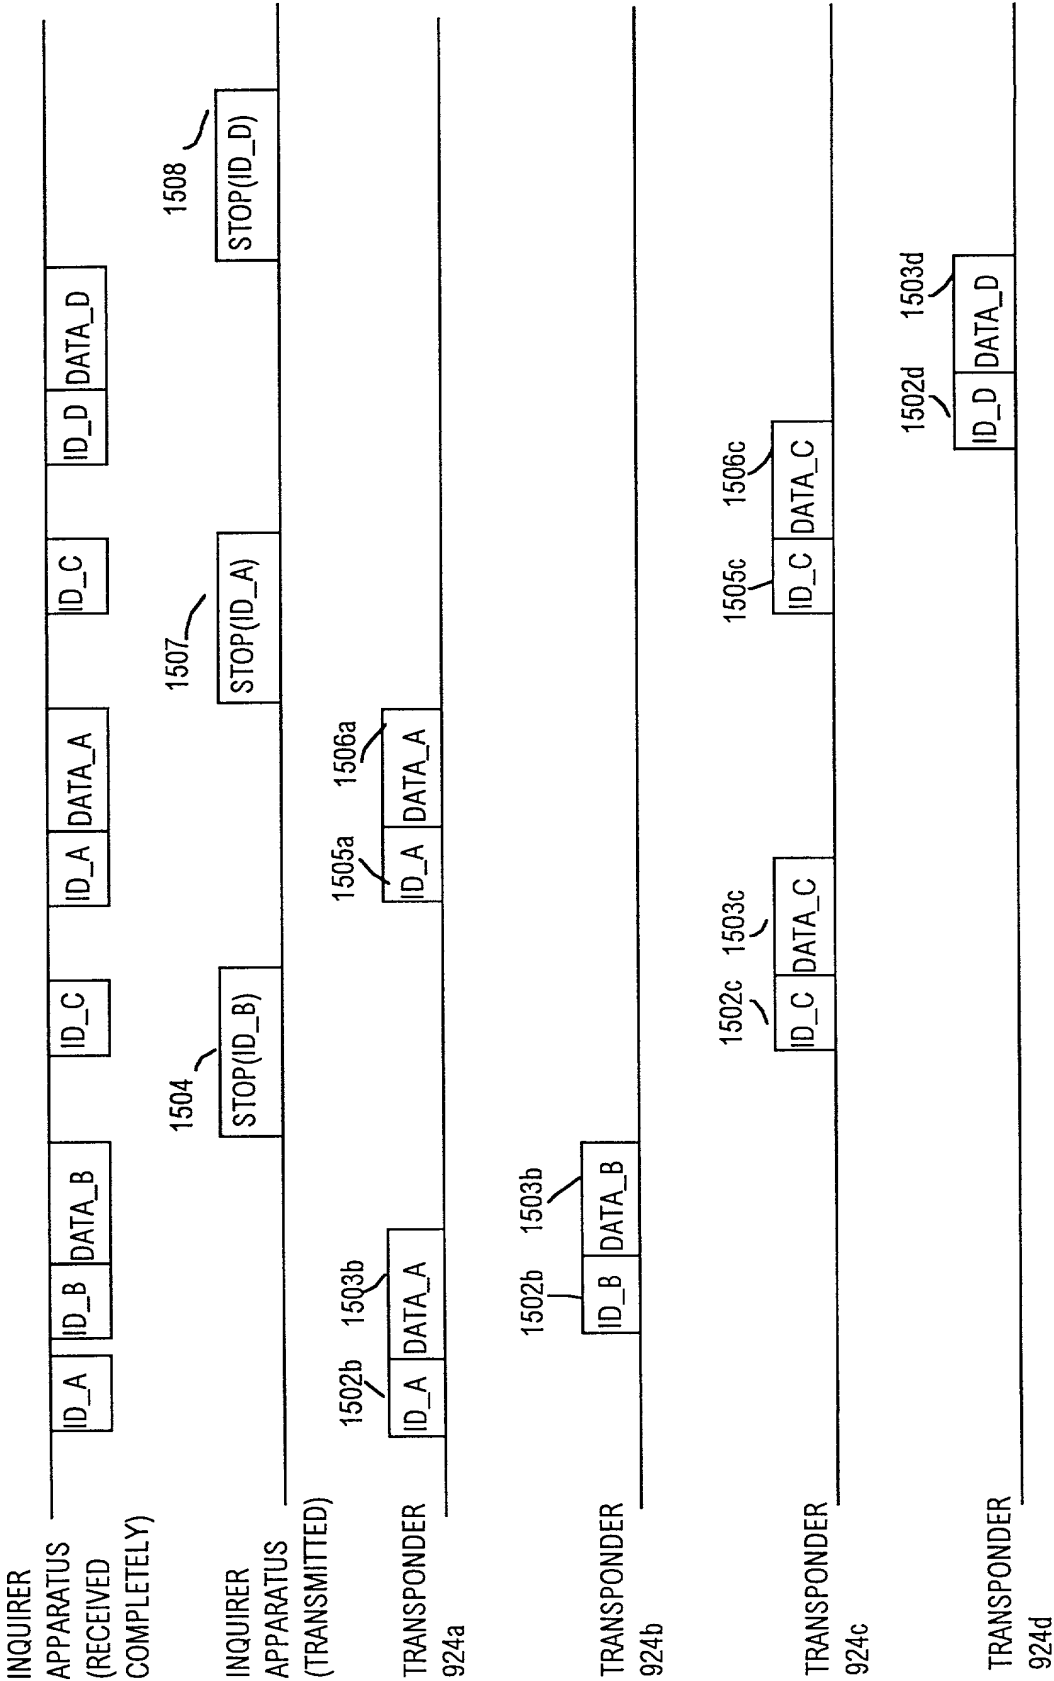 INQUIRER
APPARATUS
(RECEIVED
COMPLETELY)
ID_A
ID_B
DATA_B
ID_C
ID_A
DATA_A
ID_C
ID_D
DATA_D
INQUIRER
APPARATUS
(TRANSMITTED)
1504
STOP(ID_B)
1507
STOP(ID_A)
1508
STOP(ID_D)
TRANSPONDER
924a
1502b
ID_A
1503b
DATA_A
1505a
ID_A
1506a
DATA_A
TRANSPONDER
924b
1502b
ID_B
1503b
DATA_B
TRANSPONDER
924c
1502c
ID_C
1503c
DATA_C
1505c
ID_C
1506c
DATA_C
TRANSPONDER
924d
1502d
ID_D
1503d
DATA_D